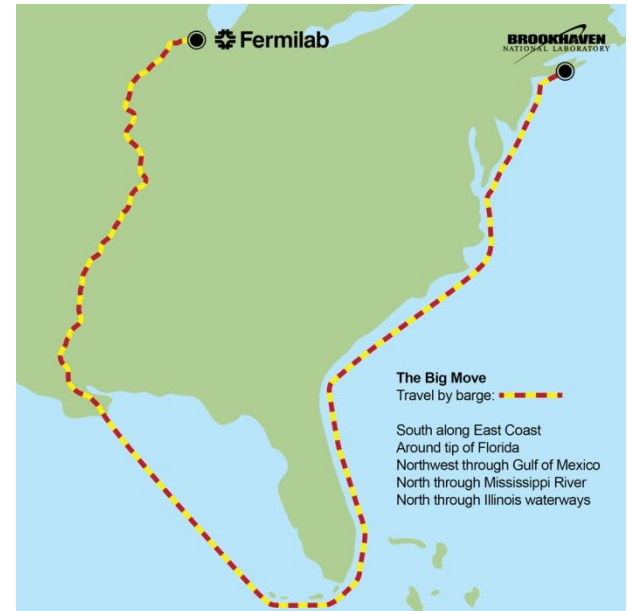 Fermilab
BROOKHAVEN
NATIONAL LABORATORY
The Big Move
Travel by barge:
South along East Coast
Around tip of Florida
Northwest through Gulf of Mexico
North through Mississippi River
North through Illinois waterways